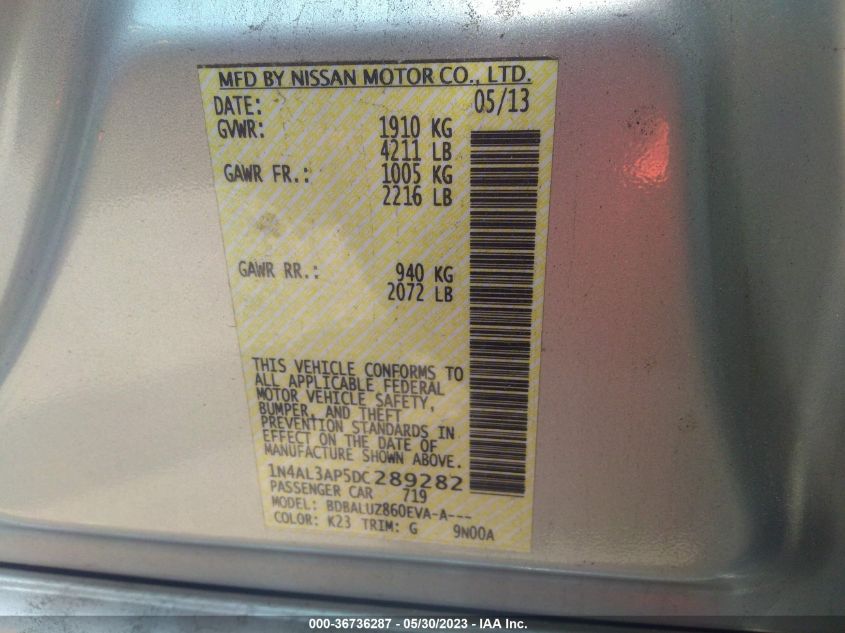 MFD BY NISSAN MOTOR CO., LTD.
DATE: 05/13
GVWR: 1910 KG
4211 LB
GAWR FR.: 1005 KG
2216 LB
GAWR RR.: 940 KG
2072 LB
THIS VEHICLE CONFORMS TO
ALL APPLICABLE FEDERAL
MOTOR VEHICLE SAFETY,
BUMPER, AND THEFT
PREVENTION STANDARDS IN
EFFECT ON THE DATE OF
MANUFACTURE SHOWN ABOVE.
1N4AL3AP5DC289282
PASSENGER CAR 719
MODEL: BDBALUZ860EVA-A---
COLOR: K23 TRIM: G 9N00A
000-36736287 - 05/30/2023 - IAA Inc.